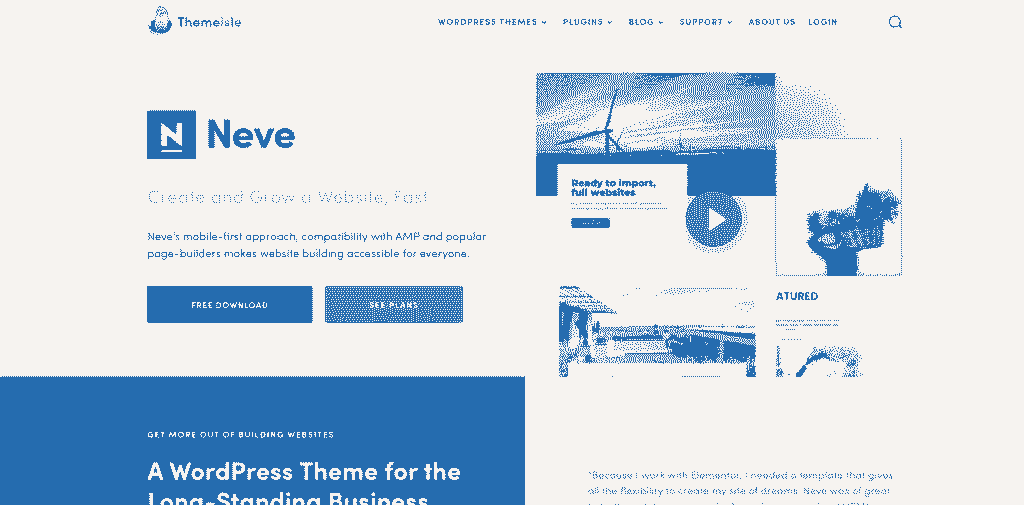 Themeisle
WORDPRESS THEMES
PLUGINS
BLOG
SUPPORT
ABOUT US
LOGIN
N Neve
Create and Grow a Website, Fast
Neve's mobile-first approach, compatibility with AMP and popular
page-builders makes website building accessible for everyone.
FREE DOWNLOAD
SEE PLANS
Ready to import,
full websites
ATURED
GET MORE OUT OF BUILDING WEBSITES
A WordPress Theme for the
Long-Standing Business
"Because I work with Elementor, I needed a template that gives
all the flexibility to create my site of dreams. Neve was of great